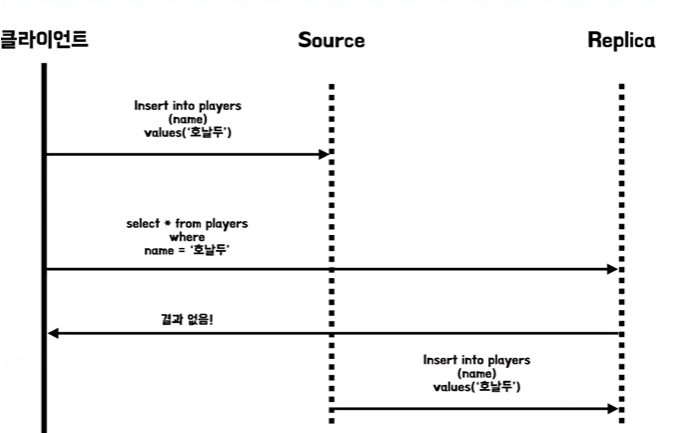 클라이언트
Source
Replica
Insert into players
(name)
values('호날두')
select * from players
where
name = '호날두'
결과 없음!
Insert into players
(name)
values('호날두')